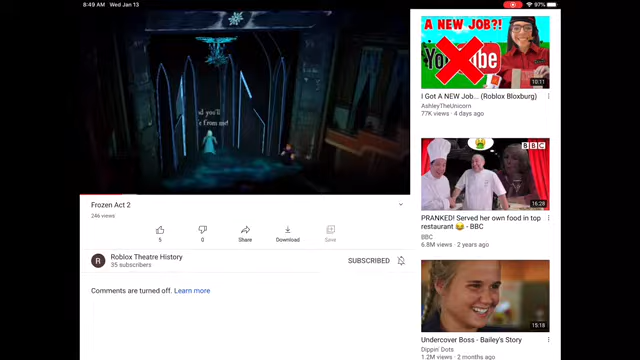 8:49 AM Wed Jan 13
97%
d you'll
e from me!
Frozen Act 2
246 views
5
0
Share
Download
Save
R
Roblox Theatre History
35 subscribers
SUBSCRIBED
Comments are turned off. Learn more
A NEW JOB?!
10:11
I Got A NEW Job... (Roblox Bloxburg)
AshleyTheUnicorn
77K views · 4 days ago
BBC
16:28
PRANKED! Served her own food in top
restaurant 😂 - BBC
BBC
6.8M views · 2 years ago
15:18
Undercover Boss - Bailey's Story
Dippin' Dots
1.2M views · 2 months ago